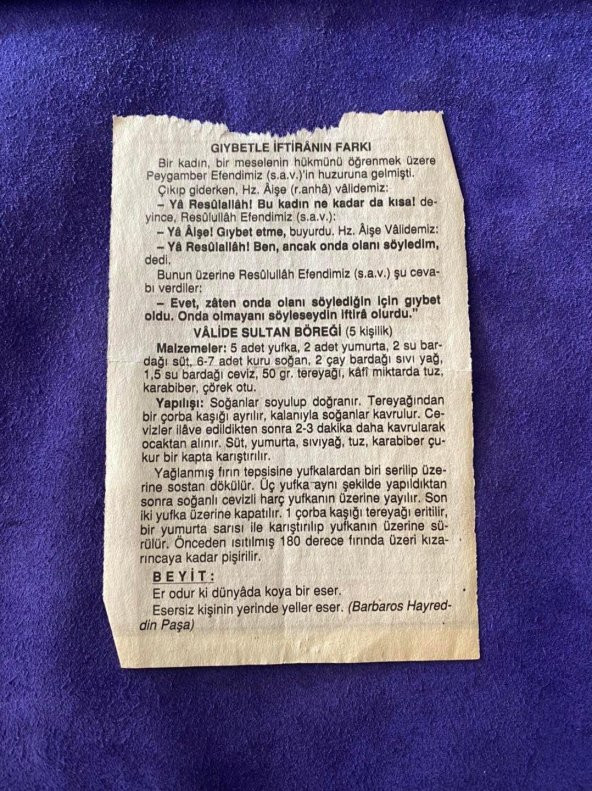 GIYBETLE İFTİRÂNIN FARKI
Bir kadın, bir meselenin hükmünü öğrenmek üzere
Peygamber Efendimiz (s.a.v.)'in huzuruna gelmişti.
Çıkıp giderken, Hz. Âişe (r.anhâ) vâlidemiz:
– Yâ Resûlallâh! Bu kadın ne kadar da kısa! de-
yince, Resûlullâh Efendimiz (s.a.v.):
– Yâ Âişe! Gıybet etme, buyurdu. Hz. Âişe Vâlidemiz:
– Yâ Resûlallâh! Ben, ancak onda olanı söyledim,
dedi.
Bunun üzerine Resûlullâh Efendimiz (s.a.v.) şu ceva-
bı verdiler:
– Evet, zâten onda olanı söylediğin için gıybet
oldu. Onda olmayanı söyleseydin iftirâ olurdu."
VÂLİDE SULTAN BÖREĞİ (5 kişilik)
Malzemeler: 5 adet yufka, 2 adet yumurta, 2 su bar-
dağı süt, 6-7 adet kuru soğan, 2 çay bardağı sıvı yağ,
1,5 su bardağı ceviz, 50 gr. tereyağı, kâfi miktarda tuz,
karabiber, çörek otu.
Yapılışı: Soğanlar soyulup doğranır. Tereyağından
bir çorba kaşığı ayrılır, kalanıyla soğanlar kavrulur. Ce-
vizler ilâve edildikten sonra 2-3 dakika daha kavrularak
ocaktan alınır. Süt, yumurta, sıvıyağ, tuz, karabiber çu-
kur bir kapta karıştırılır.
Yağlanmış fırın tepsisine yufkalardan biri serilip üze-
rine sostan dökülür. Üç yufka aynı şekilde yapıldıktan
sonra soğanlı cevizli harç yufkanın üzerine yayılır. Son
iki yufka üzerine kapatılır. 1 çorba kaşığı tereyağı eritilir,
bir yumurta sarısı ile karıştırılıp yufkanın üzerine sü-
rülür. Önceden ısıtılmış 180 derece fırında üzeri kıza-
rıncaya kadar pişirilir.
BEYİT:
Er odur ki dünyâda koya bir eser.
Esersiz kişinin yerinde yeller eser. (Barbaros Hayred-
din Paşa)